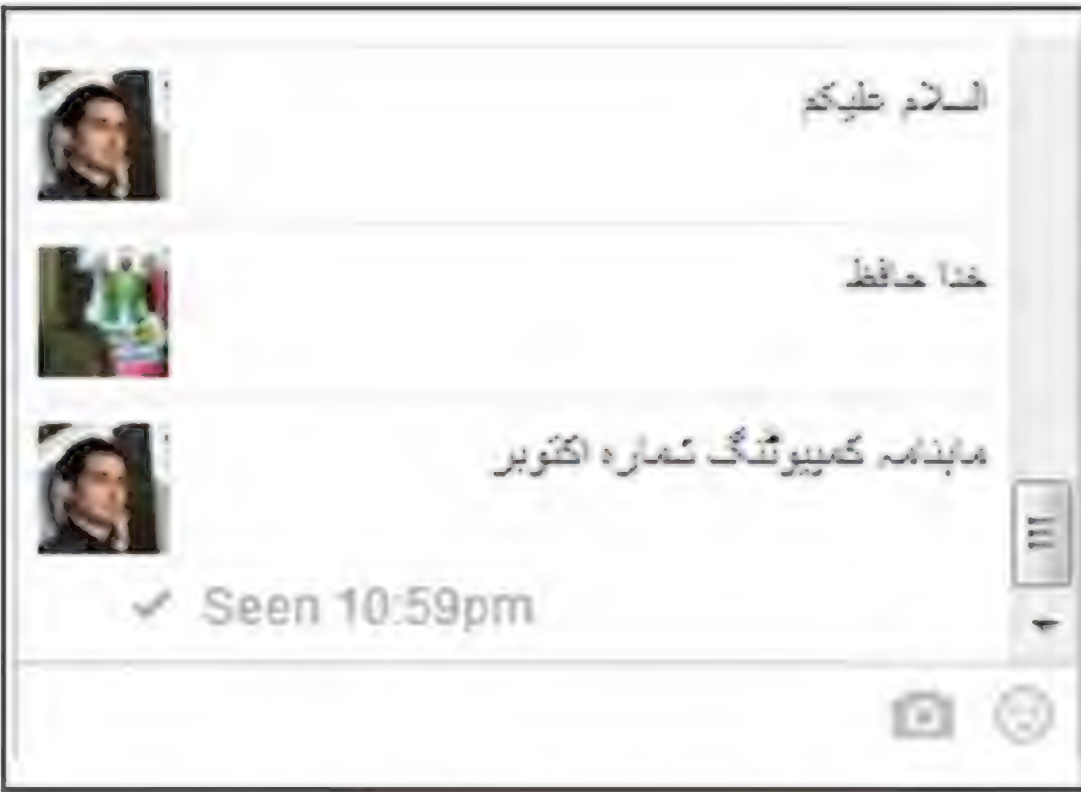 السلام علیکم
خدا حافظ
ماہنامہ کمپیوٹنگ شمارہ اکتوبر
Seen 10:59pm